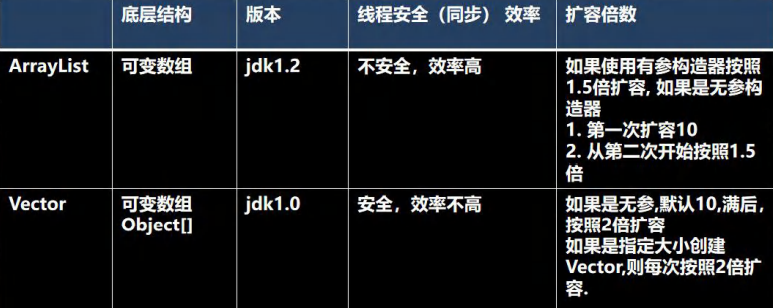 底层结构 版本 线程安全（同步） 效率 扩容倍数
ArrayList 可变数组 jdk1.2 不安全，效率高 如果使用有参构造器按照
1.5倍扩容, 如果是无参构
造器
1. 第一次扩容10
2. 从第二次开始按照1.5
倍
Vector 可变数组 jdk1.0 安全，效率不高 如果是无参,默认10,满后，
Object[] 按照2倍扩容
如果是指定大小创建
Vector,则每次按照2倍扩
容.